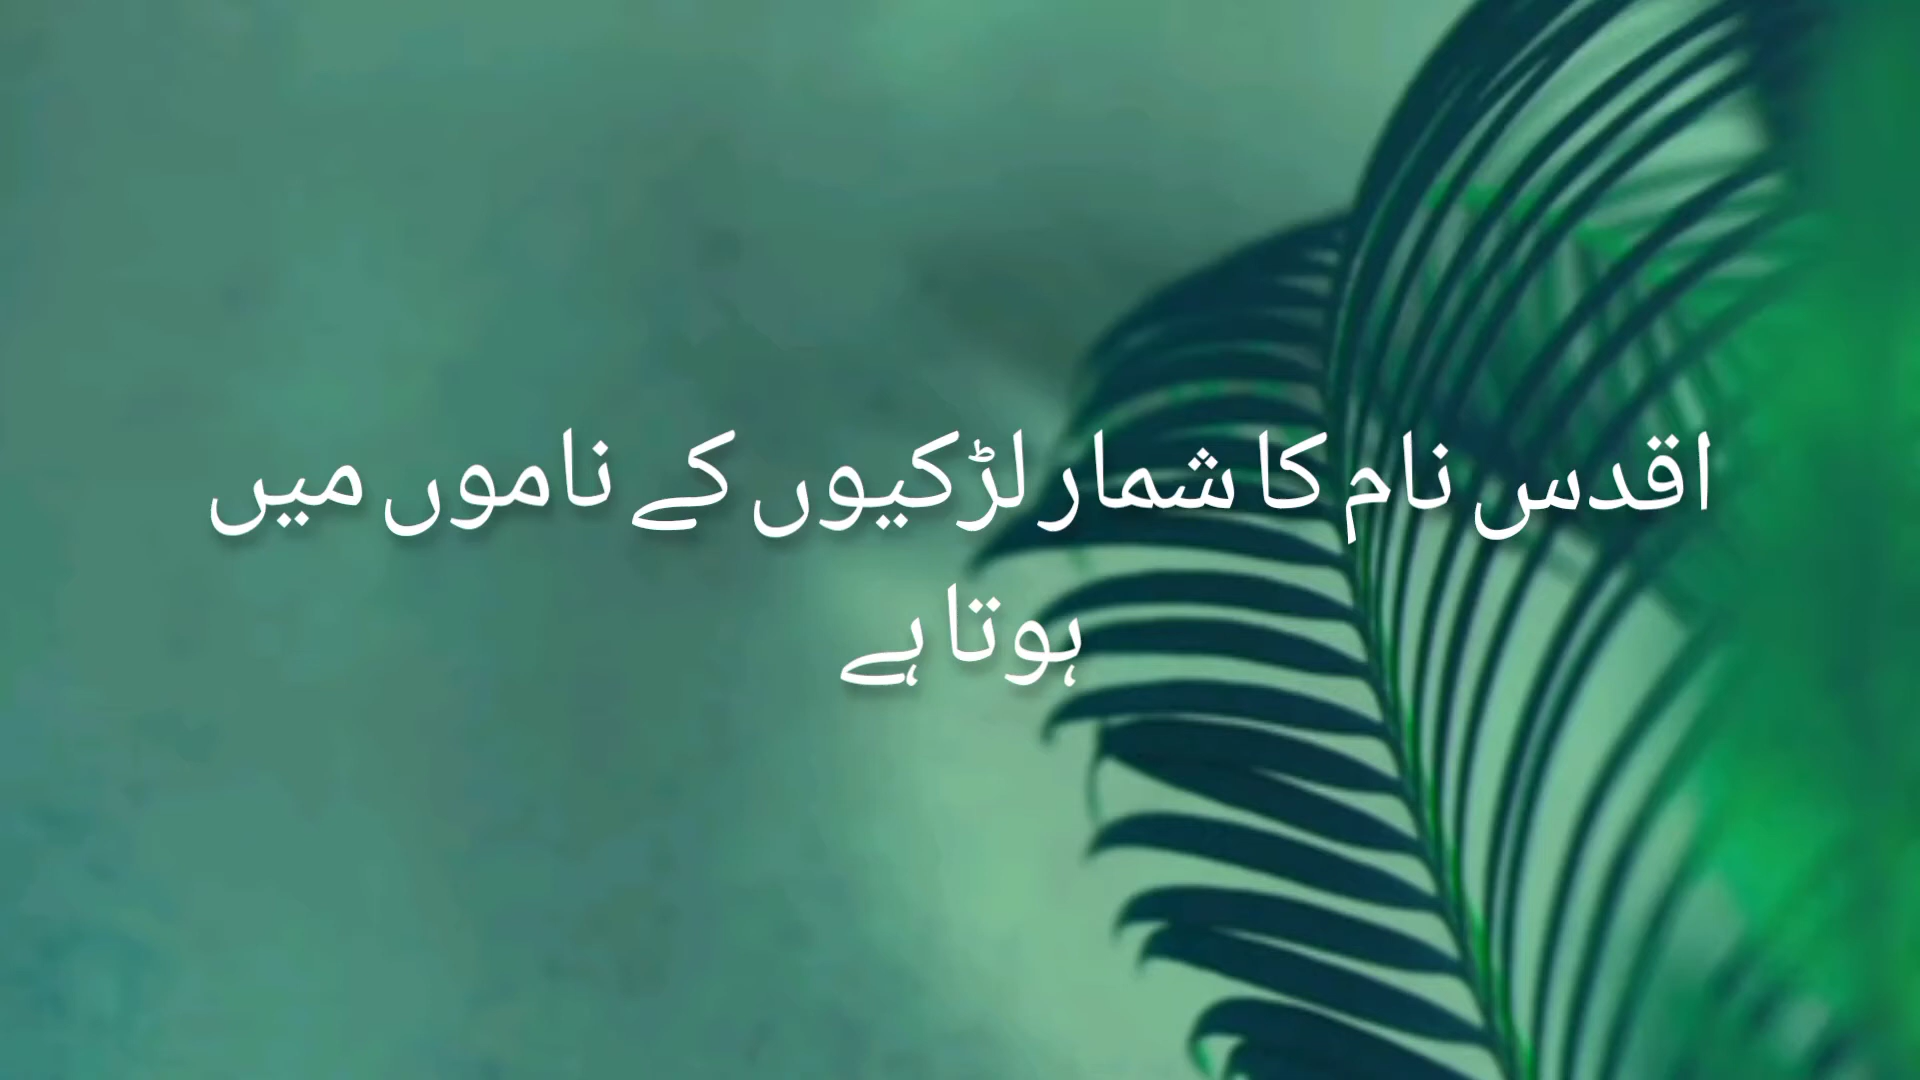 اقدس نام کا شمار لڑکیوں کے ناموں میں
ہوتا ہے